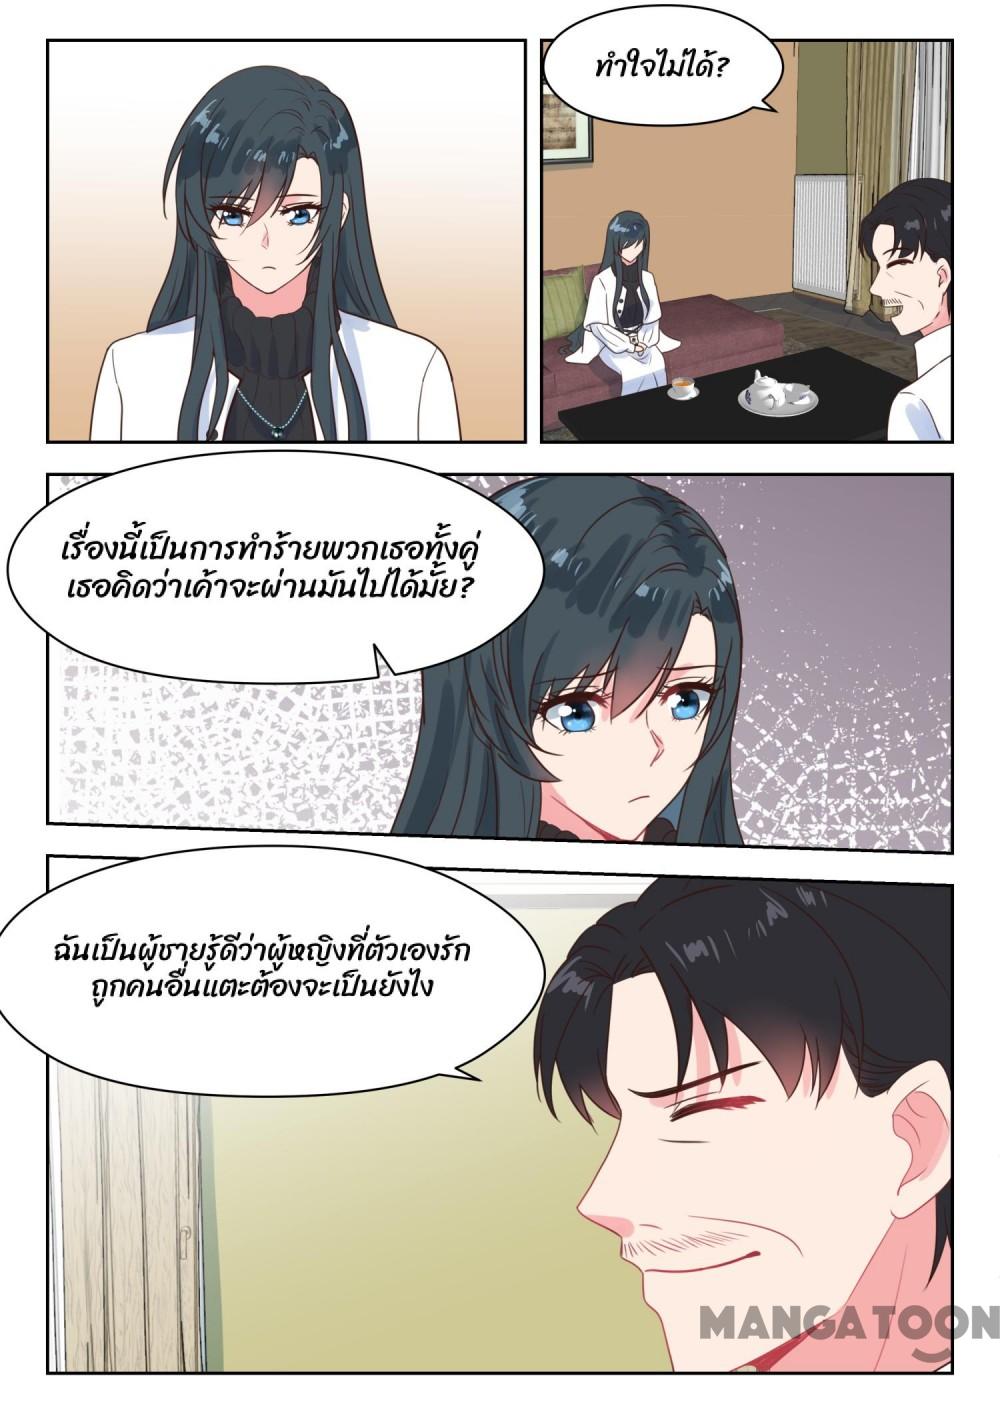 ทำใจไม่ได้?
เรื่องนี้เป็นการทำร้ายพวกเธอทั้งคู่
เธอคิดว่าเค้าจะผ่านมันไปได้มั้ย?
ฉันเป็นผู้ชายรู้ดีว่าผู้หญิงที่ตัวเองรัก
ถูกคนอื่นแตะต้องจะเป็นยังไง
MANGATOON